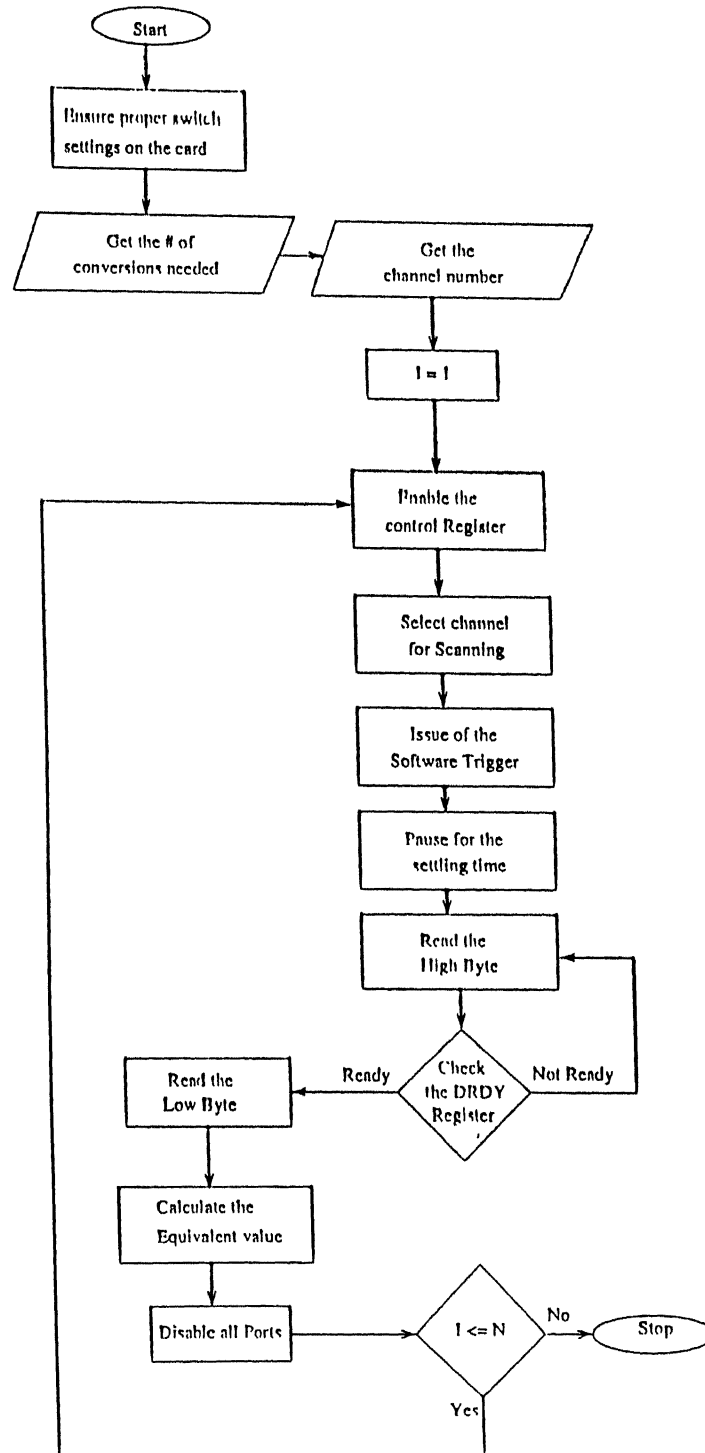 Start
Ensure proper switch
settings on the card
Get the # of
conversions needed
Get the
channel number
I = 1
Enable the
control Register
Select channel
for Scanning
Issue of the
Software Trigger
Pause for the
settling time
Read the
High Byte
Check
the DRDY
Register
Ready
Not Ready
Read the
Low Byte
Calculate the
Equivalent value
Disable all Ports
I <= N
No
Stop
Yes